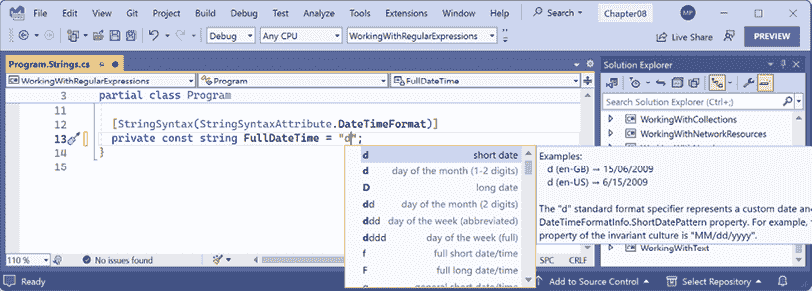 File Edit View Git Project Build Debug Test Analyze Tools Extensions Window Help Search Chapter08 MP
Debug Any CPU WorkingWithRegularExpressions Live Share PREVIEW
Program.Strings.cs
WorkingWithRegularExpressions Program FullDateTime
3 partial class Program
11
12 [StringSyntax(StringSyntaxAttribute.DateTimeFormat)]
13 private const string FullDateTime = "d";
14 }
15
d short date
d day of the month (1-2 digits)
D long date
dd day of the month (2 digits)
ddd day of the week (abbreviated)
dddd day of the week (full)
f full short date/time
F full long date/time
Examples:
d (en-GB) → 15/06/2009
d (en-US) → 6/15/2009
The "d" standard format specifier represents a custom date and
DateTimeFormatInfo.ShortDatePattern property. For example,
property of the invariant culture is "MM/dd/yyyy".
Solution Explorer
Search Solution Explorer (Ctrl+;)
WorkingWithCollections
WorkingWithNetworkResources
WorkingWithText
110 % No issues found SPC CRLF
Ready Add to Source Control Select Repository